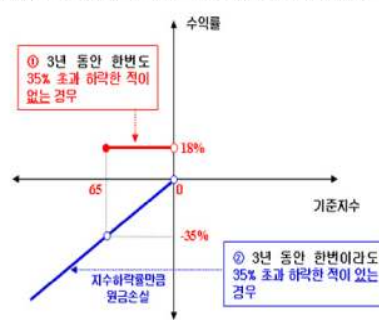 수익률
① 3년 동안 한번도
35% 초과 하락한 적이
없는 경우
18%
65
0
기준지수
-35%
② 3년 동안 한번이라도
35% 초과 하락한 적이 있는
경우
지수하락률만큼
원금손실